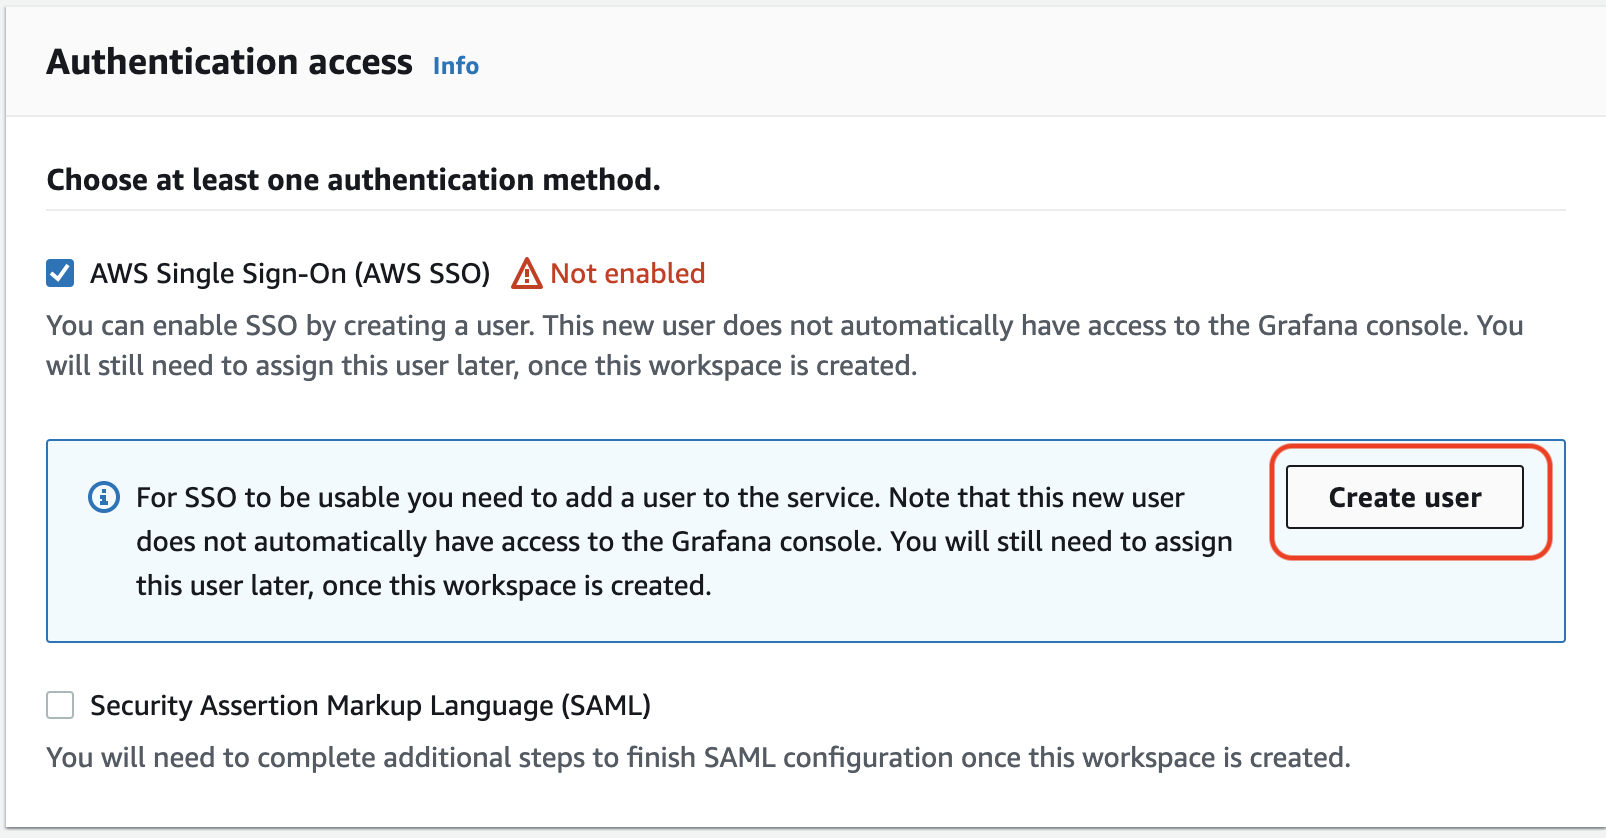 Authentication access Info
Choose at least one authentication method.
AWS Single Sign-On (AWS SSO) Not enabled
You can enable SSO by creating a user. This new user does not automatically have access to the Grafana console. You
will still need to assign this user later, once this workspace is created.
For SSO to be usable you need to add a user to the service. Note that this new user
does not automatically have access to the Grafana console. You will still need to assign
this user later, once this workspace is created.
Create user
Security Assertion Markup Language (SAML)
You will need to complete additional steps to finish SAML configuration once this workspace is created.